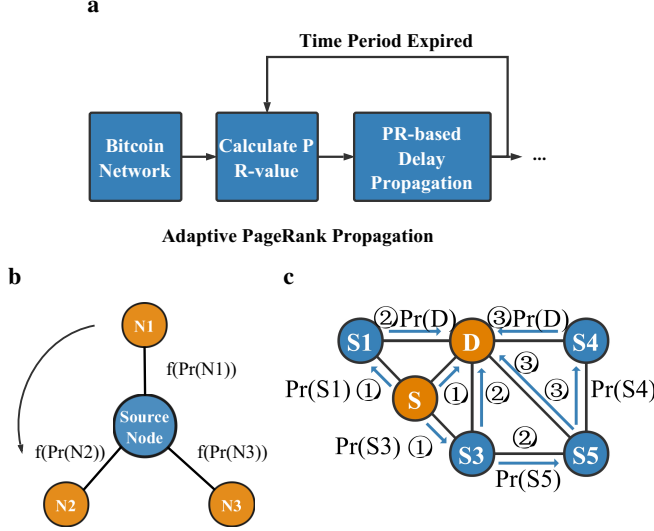 a
Time Period Expired
Bitcoin
Network
Calculate P
R-value
PR-based
Delay
Propagation
...
Adaptive PageRank Propagation
b
N1
f(Pr(N1))
Source
Node
f(Pr(N2))
f(Pr(N3))
N2
N3
c
②Pr(D)
③Pr(D)
S1
D
S4
③
Pr(S1) ①
①
②
③
Pr(S4)
S
Pr(S3) ①
S3
②
S5
Pr(S5)